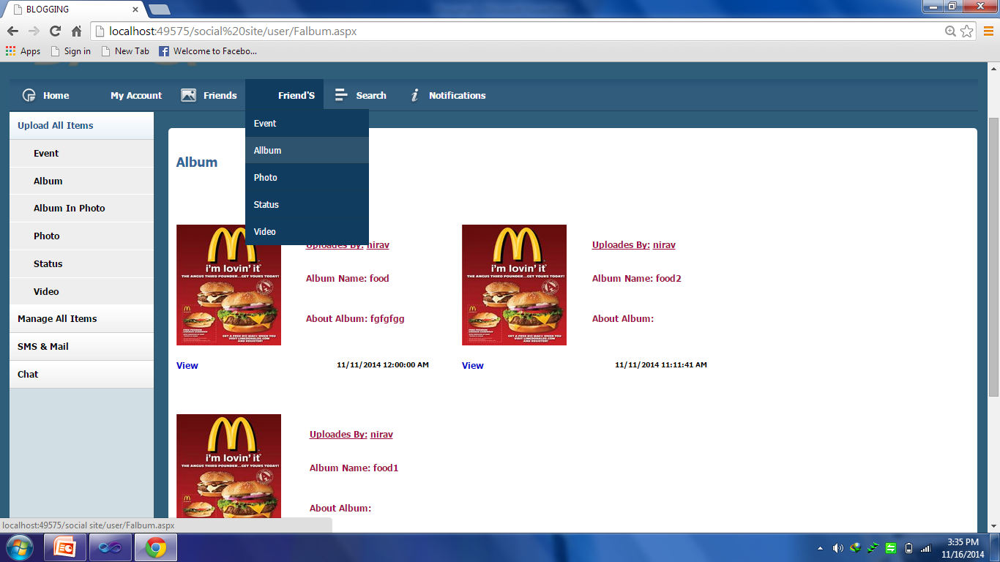 BLOGGING
localhost:49575/social%20site/user/Falbum.aspx
Apps Sign in New Tab Welcome to Facebo...
Home My Account Friends Friend'S Search Notifications
Upload All Items
Event
Album
Album In Photo
Photo
Status
Video
Manage All Items
SMS & Mail
Chat
Event
Allbum
Photo
Status
Video
Album
i'm lovin' it
THE ANGUS THIRD POUNDER...GET YOURS TODAY!
Uploades By: nirav
Album Name: food
About Album: fgfgfgg
View
11/11/2014 12:00:00 AM
i'm lovin' it
THE ANGUS THIRD POUNDER...GET YOURS TODAY!
Uploades By: nirav
Album Name: food2
About Album:
View
11/11/2014 11:11:41 AM
i'm lovin' it
THE ANGUS THIRD POUNDER...GET YOURS TODAY!
Uploades By: nirav
Album Name: food1
About Album:
localhost:49575/social site/user/Falbum.aspx
3:35 PM
11/16/2014